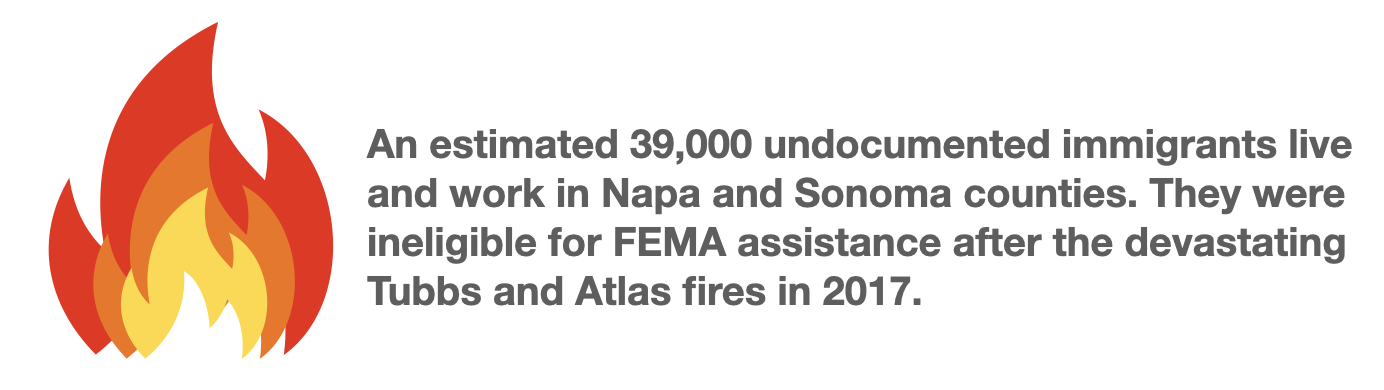 An estimated 39,000 undocumented immigrants live
and work in Napa and Sonoma counties. They were
ineligible for FEMA assistance after the devastating
Tubbs and Atlas fires in 2017.